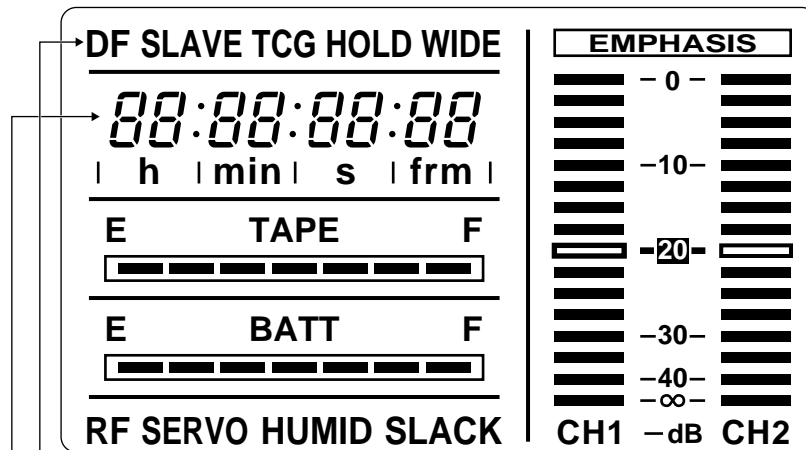 DF SLAVE TCG HOLD WIDE
88:88:88:88
h min s frm
E TAPE F
E BATT F
RF SERVO HUMID SLACK
EMPHASIS
0
10
20
30
40
∞
CH1 –dB CH2